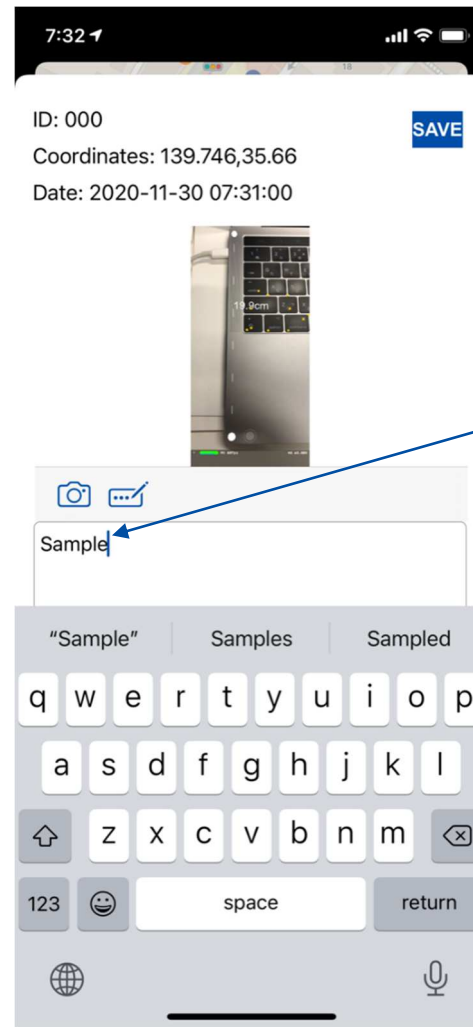 7:32
18
ID: 000
SAVE
Coordinates: 139.746,35.66
Date: 2020-11-30 07:31:00
19.9cm
Sample
“Sample” Samples Sampled
q w e r t y u i o p
a s d f g h j k l
z x c v b n m
123 space return